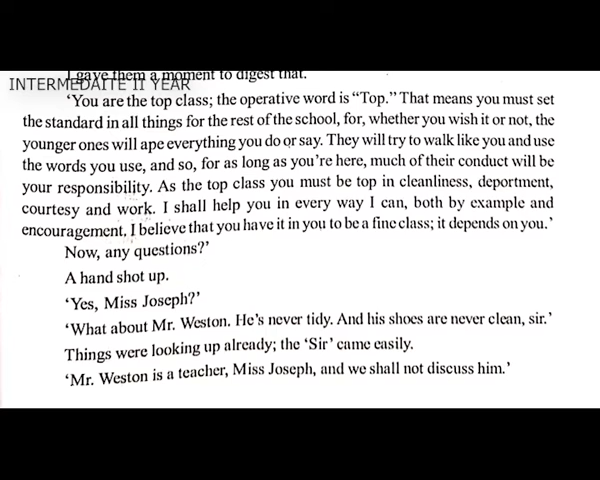 I gave them a moment to digest that.
INTERMEDAITE II YEAR
‘You are the top class; the operative word is “Top.” That means you must set
the standard in all things for the rest of the school, for, whether you wish it or not, the
younger ones will ape everything you do or say. They will try to walk like you and use
the words you use, and so, for as long as you’re here, much of their conduct will be
your responsibility. As the top class you must be top in cleanliness, deportment,
courtesy and work. I shall help you in every way I can, both by example and
encouragement. I believe that you have it in you to be a fine class; it depends on you.’
Now, any questions?’
A hand shot up.
‘Yes, Miss Joseph?’
‘What about Mr. Weston. He’s never tidy. And his shoes are never clean, sir.’
Things were looking up already; the ‘Sir’ came easily.
‘Mr. Weston is a teacher, Miss Joseph, and we shall not discuss him.’